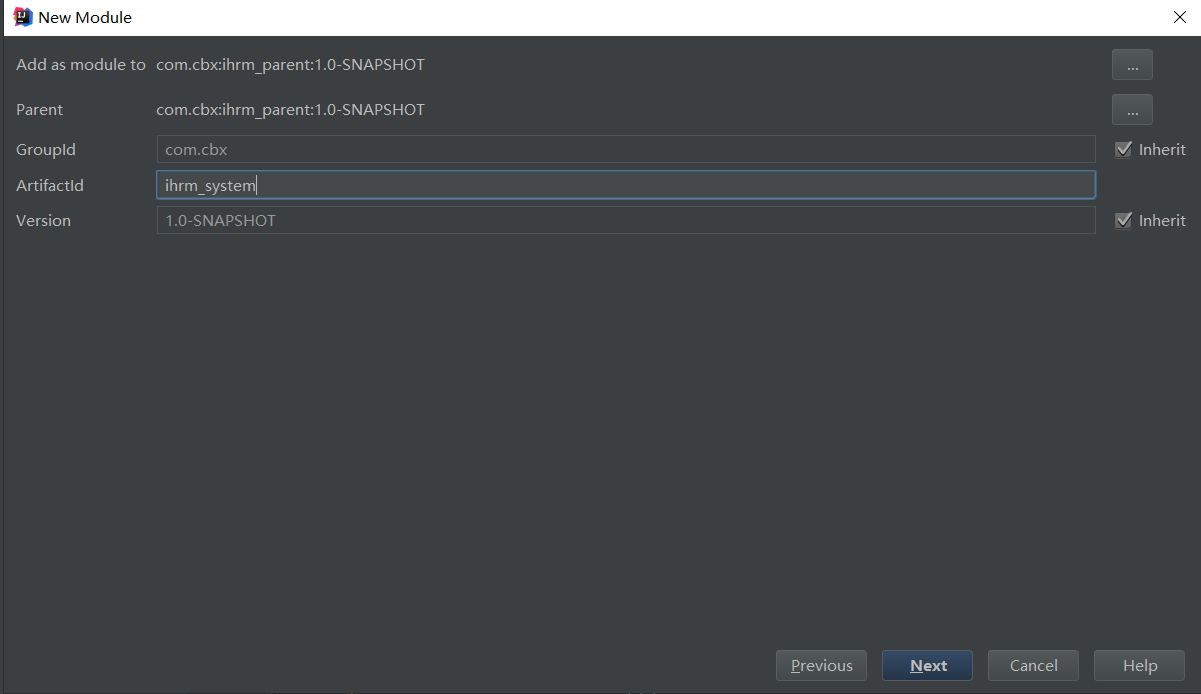 New Module
Add as module to com.cbx:ihrm_parent:1.0-SNAPSHOT ...
Parent com.cbx:ihrm_parent:1.0-SNAPSHOT ...
GroupId com.cbx Inherit
ArtifactId ihrm_system
Version 1.0-SNAPSHOT Inherit
Previous Next Cancel Help